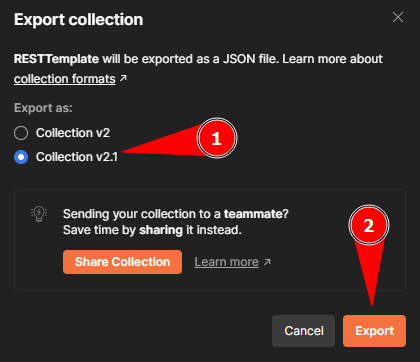 Export collection
RESTTemplate will be exported as a JSON file. Learn more about
collection formats ↗
Export as:
Collection v2
Collection v2.1
1
Sending your collection to a teammate?
Save time by sharing it instead.
2
Share Collection Learn more ↗
Cancel Export